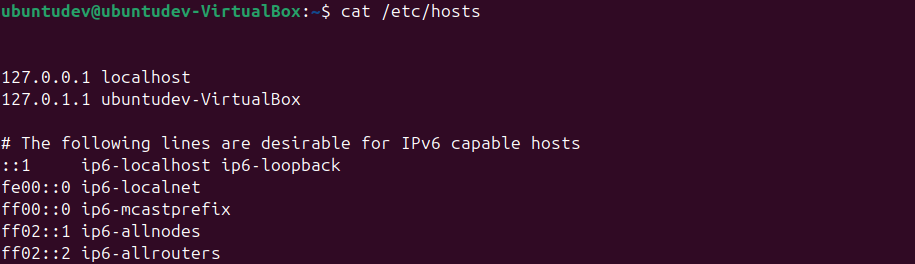 ubuntudev@ubuntudev-VirtualBox:~$ cat /etc/hosts
127.0.0.1 localhost
127.0.1.1 ubuntudev-VirtualBox
# The following lines are desirable for IPv6 capable hosts
::1     ip6-localhost ip6-loopback
fe00::0 ip6-localnet
ff00::0 ip6-mcastprefix
ff02::1 ip6-allnodes
ff02::2 ip6-allrouters